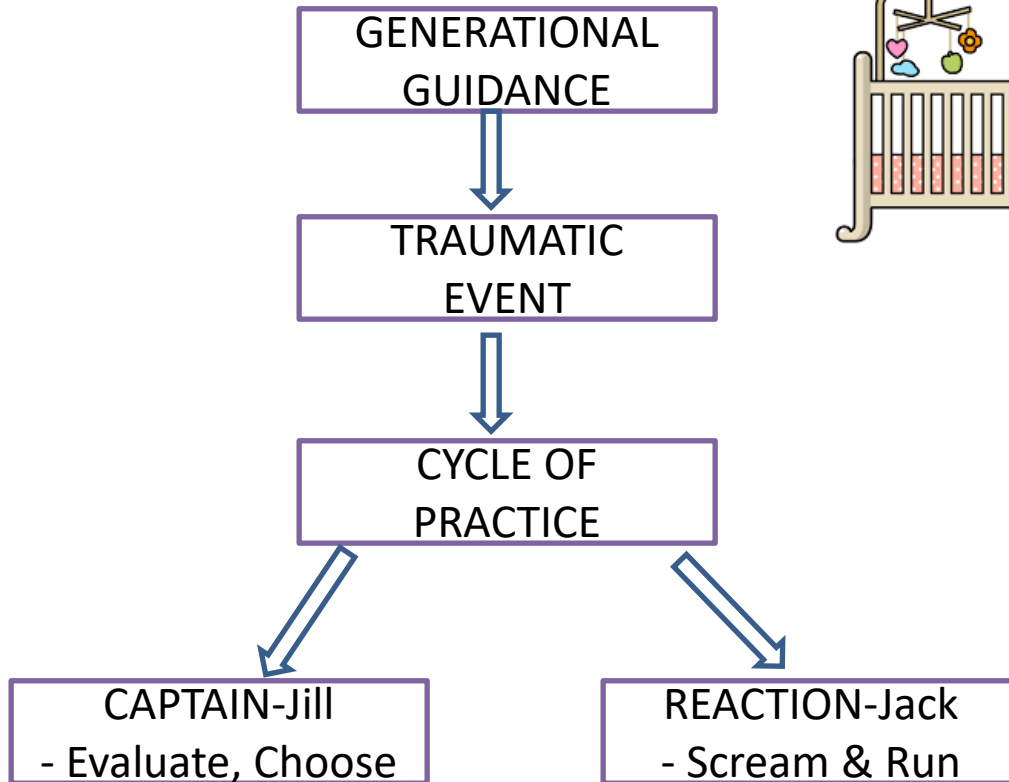 GENERATIONAL
GUIDANCE
TRAUMATIC
EVENT
CYCLE OF
PRACTICE
CAPTAIN-Jill
- Evaluate, Choose
REACTION-Jack
- Scream & Run